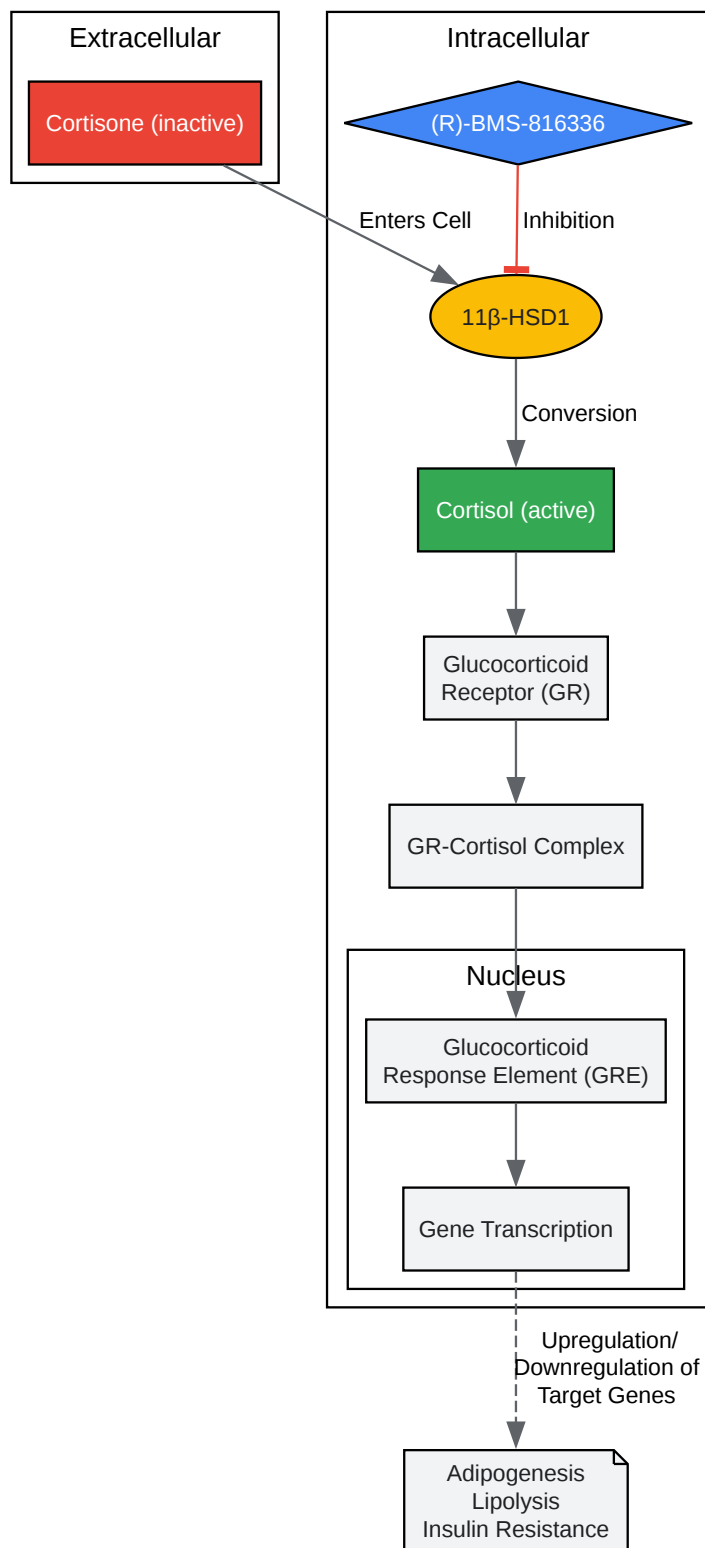 Extracellular
Intracellular
Cortisone (inactive)
(R)-BMS-816336
Enters Cell
Inhibition
11β-HSD1
Conversion
Cortisol (active)
Glucocorticoid
Receptor (GR)
GR-Cortisol Complex
Nucleus
Glucocorticoid
Response Element (GRE)
Gene Transcription
Upregulation/
Downregulation of
Target Genes
Adipogenesis
Lipolysis
Insulin Resistance